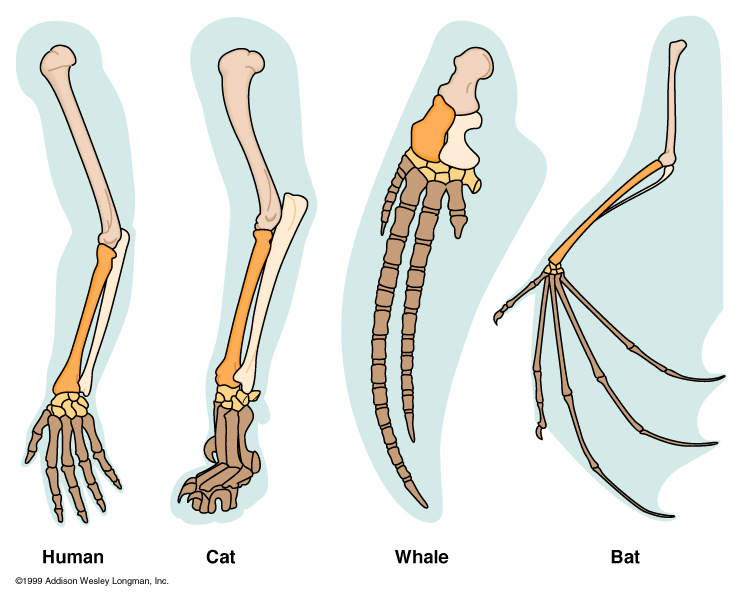 Human Cat Whale Bat
©1999 Addison Wesley Longman, Inc.